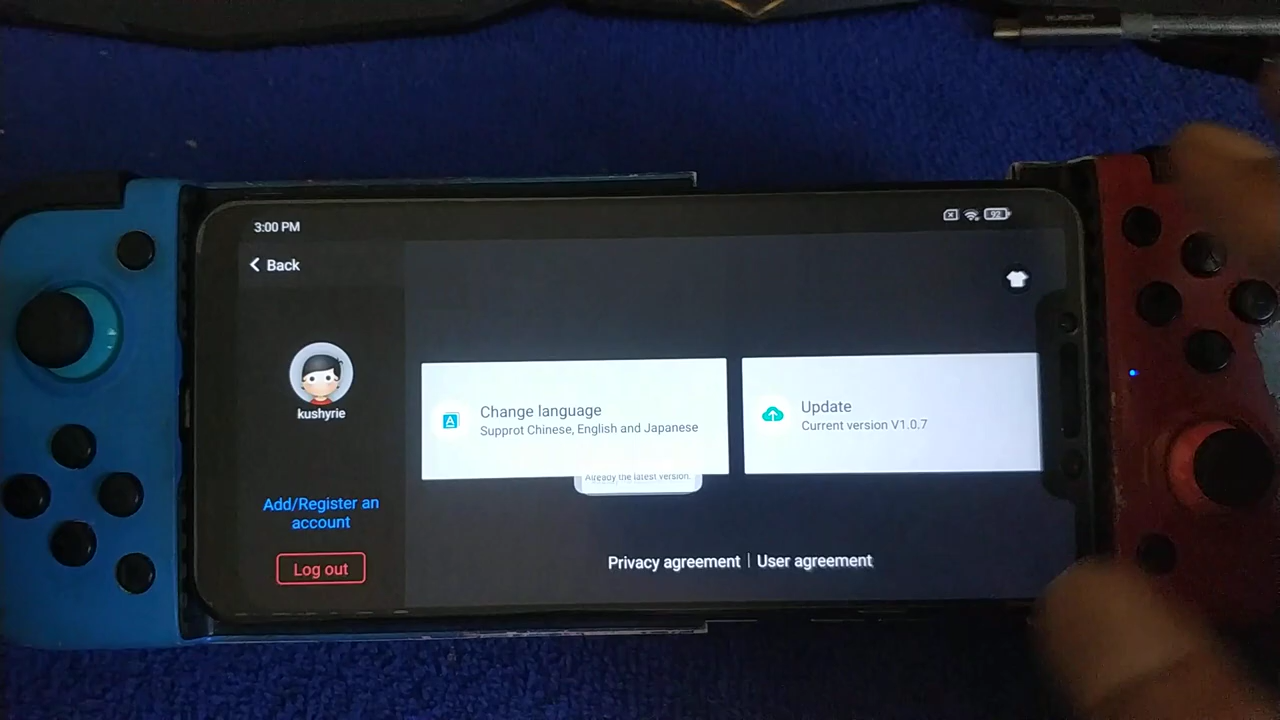 3:00 PM
92
Back
kushyrie
Add/Register an
account
Log out
Change language
Supprot Chinese, English and Japanese
Update
Current version V1.0.7
Already the latest version.
Privacy agreement | User agreement